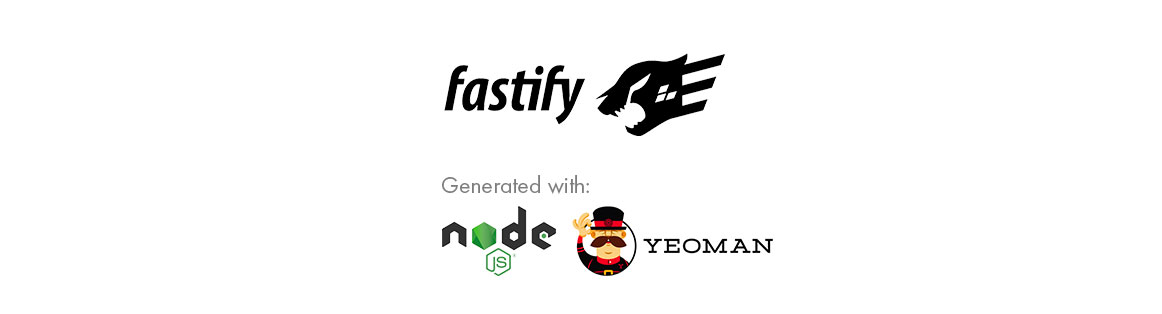 fastify
Generated with:
node
JS
YEOMAN